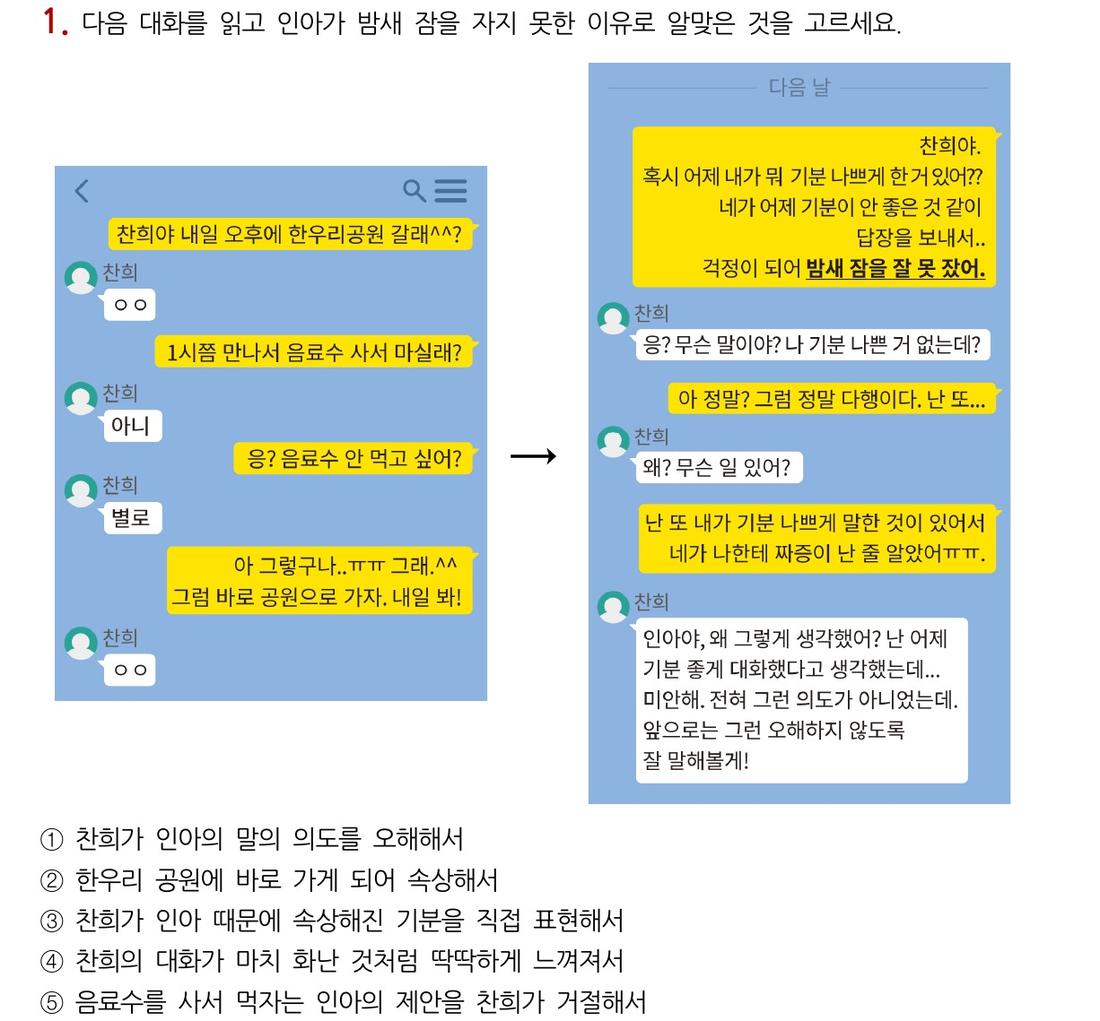 1. 다음 대화를 읽고 인아가 밤새 잠을 자지 못한 이유로 알맞은 것을 고르세요.
찬희야 내일 오후에 한우리공원 갈래^^?
찬희
ㅇㅇ
1시쯤 만나서 음료수 사서 마실래?
찬희
아니
응? 음료수 안 먹고 싶어?
찬희
별로
아 그렇구나..ㅠㅠ 그래.^^
그럼 바로 공원으로 가자. 내일 봐!
찬희
ㅇㅇ
→
다음 날
찬희야.
혹시 어제 내가 뭐 기분 나쁘게 한 거 있어??
네가 어제 기분이 안 좋은 것 같이
답장을 보내서..
걱정이 되어 밤새 잠을 잘 못 잤어.
찬희
응? 무슨 말이야? 나 기분 나쁜 거 없는데?
아 정말? 그럼 정말 다행이다. 난 또...
찬희
왜? 무슨 일 있어?
난 또 내가 기분 나쁘게 말한 것이 있어서
네가 나한테 짜증이 난 줄 알았어ㅠㅠ.
찬희
인아야, 왜 그렇게 생각했어? 난 어제
기분 좋게 대화했다고 생각했는데...
미안해. 전혀 그런 의도가 아니었는데.
앞으로는 그런 오해하지 않도록
잘 말해볼게!
① 찬희가 인아의 말의 의도를 오해해서
② 한우리 공원에 바로 가게 되어 속상해서
③ 찬희가 인아 때문에 속상해진 기분을 직접 표현해서
④ 찬희의 대화가 마치 화난 것처럼 딱딱하게 느껴져서
⑤ 음료수를 사서 먹자는 인아의 제안을 찬희가 거절해서